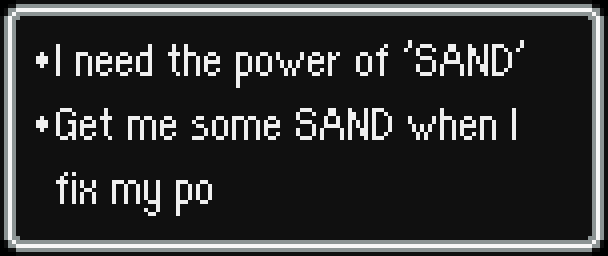 •I need the power of 'SAND'
•Get me some SAND when I
fix my po